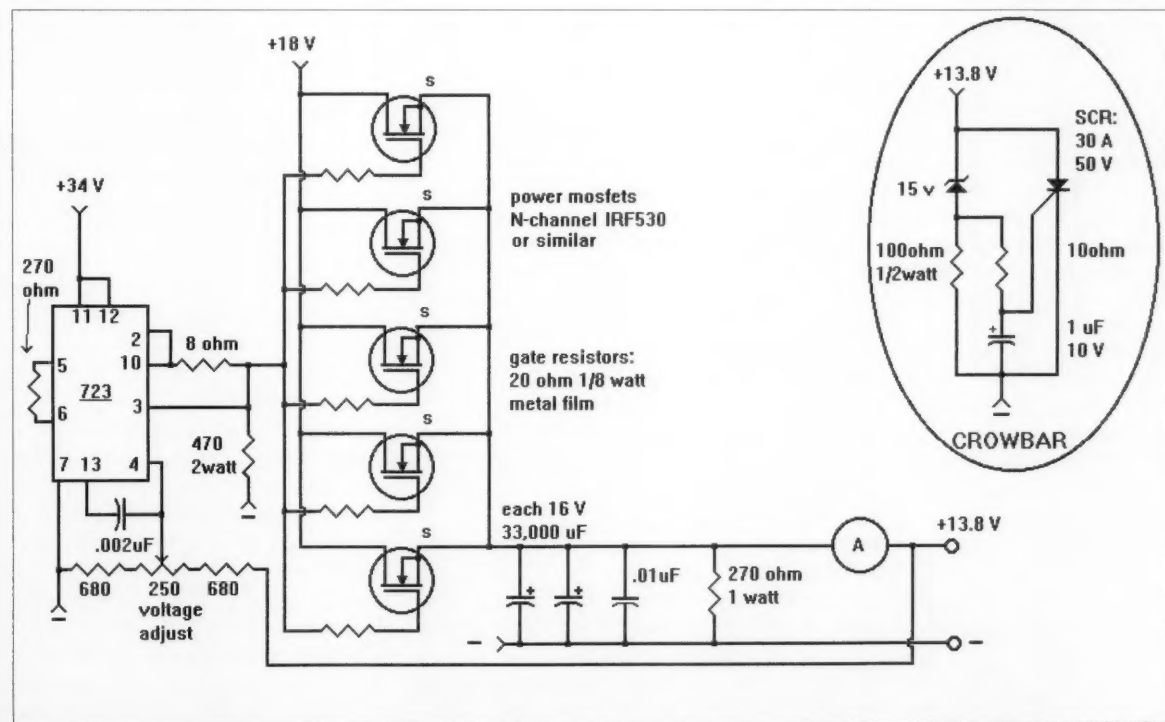 +18 V
S
+34 V
270
ohm
11 12
2
10
8 ohm
5
723
6
3
7 13 4
470
2watt
.002uF
680 250 680
voltage
adjust
S
S
S
S
power mosfets
N-channel IRF530
or similar
gate resistors:
20 ohm 1/8 watt
metal film
each 16 V
33,000 uF
.01uF
270 ohm
1 watt
A
+13.8 V
-
-
+13.8 V
SCR:
30 A
50 V
15 v
100ohm
1/2watt
10ohm
+
1 uF
10 V
-
CROWBAR
+
+
-
-